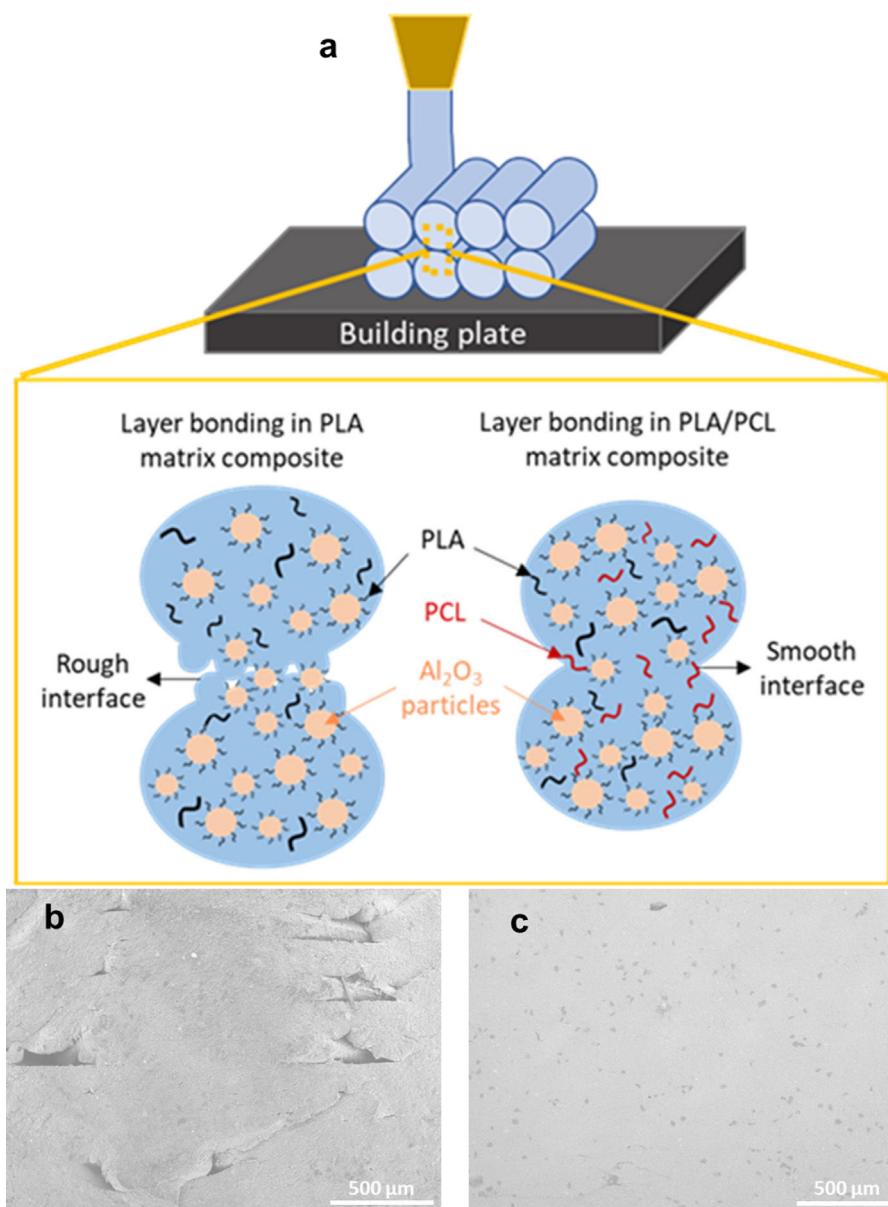 a
Building plate
Layer bonding in PLA
matrix composite
Layer bonding in PLA/PCL
matrix composite
PLA
PCL
Rough
interface
Al₂O₃
particles
Smooth
interface
b
500 µm
c
500 µm